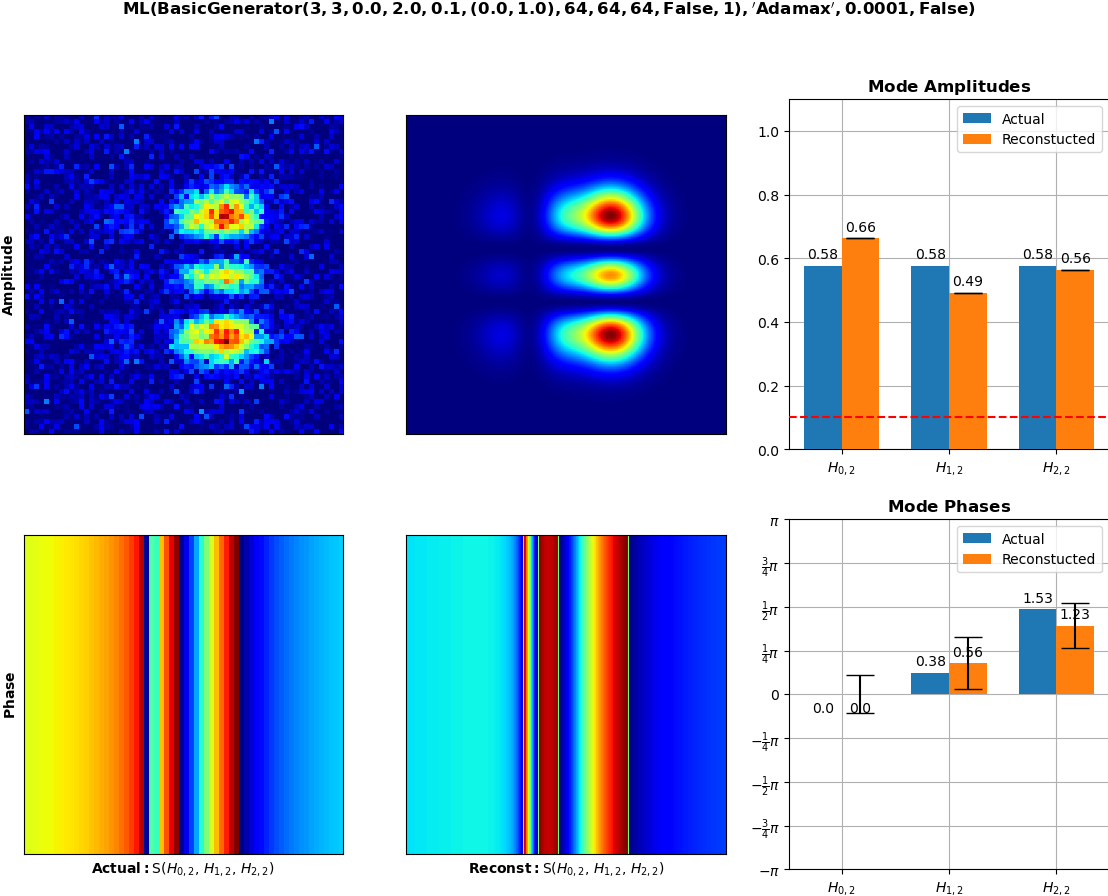 ML(BasicGenerator(3, 3, 0.0, 2.0, 0.1, (0.0, 1.0), 64, 64, 64, False, 1), 'Adamax', 0.0001, False)
Amplitude
Mode Amplitudes
Actual
Reconstucted
1.0
0.8
0.6
0.4
0.2
0.0
0.58
0.66
0.58
0.49
0.58
0.56
H0, 2
H1, 2
H2, 2
Phase
Actual: S(H0, 2, H1, 2, H2, 2)
Reconst: S(H0, 2, H1, 2, H2, 2)
Mode Phases
Actual
Reconstucted
π
3/4π
1/2π
1/4π
0
−1/4π
−1/2π
−3/4π
−π
0.0
0.0
0.38
0.56
1.53
1.23
H0, 2
H1, 2
H2, 2